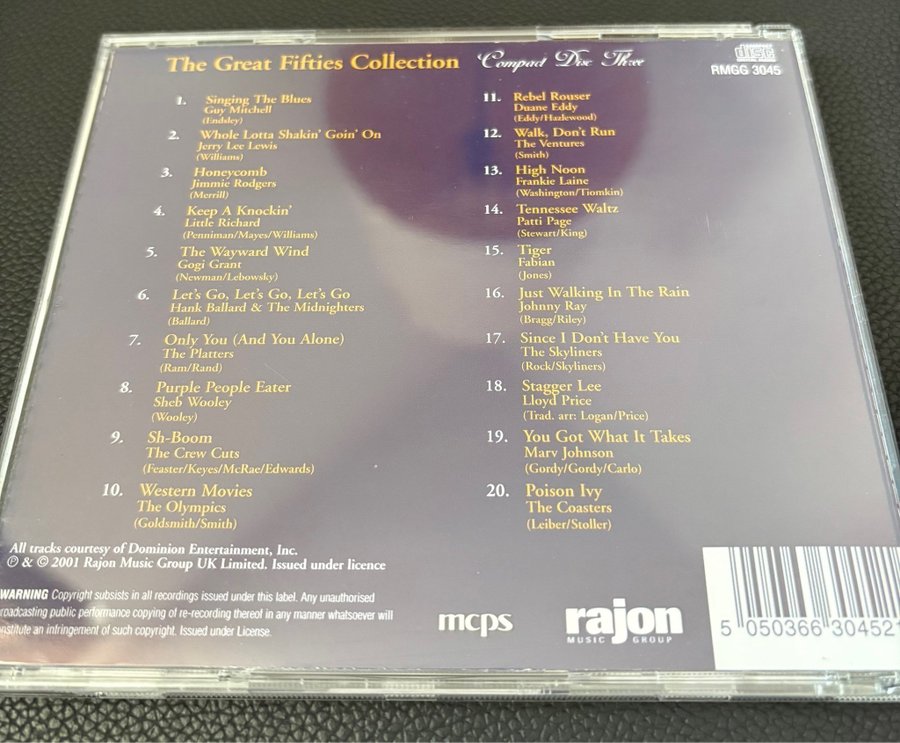 The Great Fifties Collection Compact Disc Three
COMPACT
disc
RMGG 3045
1. Singing The Blues
Guy Mitchell
(Endsley)
2. Whole Lotta Shakin' Goin' On
Jerry Lee Lewis
(Williams)
3. Honeycomb
Jimmie Rodgers
(Merrill)
4. Keep A Knockin'
Little Richard
(Penniman/Mayes/Williams)
5. The Wayward Wind
Gogi Grant
(Newman/Lebowsky)
6. Let's Go, Let's Go, Let's Go
Hank Ballard & The Midnighters
(Ballard)
7. Only You (And You Alone)
The Platters
(Ram/Rand)
8. Purple People Eater
Sheb Wooley
(Wooley)
9. Sh-Boom
The Crew Cuts
(Feaster/Keyes/McRae/Edwards)
10. Western Movies
The Olympics
(Goldsmith/Smith)
11. Rebel Rouser
Duane Eddy
(Eddy/Hazlewood)
12. Walk, Don't Run
The Ventures
(Smith)
13. High Noon
Frankie Laine
(Washington/Tiomkin)
14. Tennessee Waltz
Patti Page
(Stewart/King)
15. Tiger
Fabian
(Jones)
16. Just Walking In The Rain
Johnny Ray
(Bragg/Riley)
17. Since I Don't Have You
The Skyliners
(Rock/Skyliners)
18. Stagger Lee
Lloyd Price
(Trad. arr: Logan/Price)
19. You Got What It Takes
Marv Johnson
(Gordy/Gordy/Carlo)
20. Poison Ivy
The Coasters
(Leiber/Stoller)
All tracks courtesy of Dominion Entertainment, Inc.
℗ & © 2001 Rajon Music Group UK Limited. Issued under licence
WARNING Copyright subsists in all recordings issued under this label. Any unauthorised
roadcasting public performance copying of re-recording thereof in any manner whatsoever will
nstitute an infringement of such copyright. Issued under License.
mcps
rajon
MUSIC GROUP
5 050366 304521